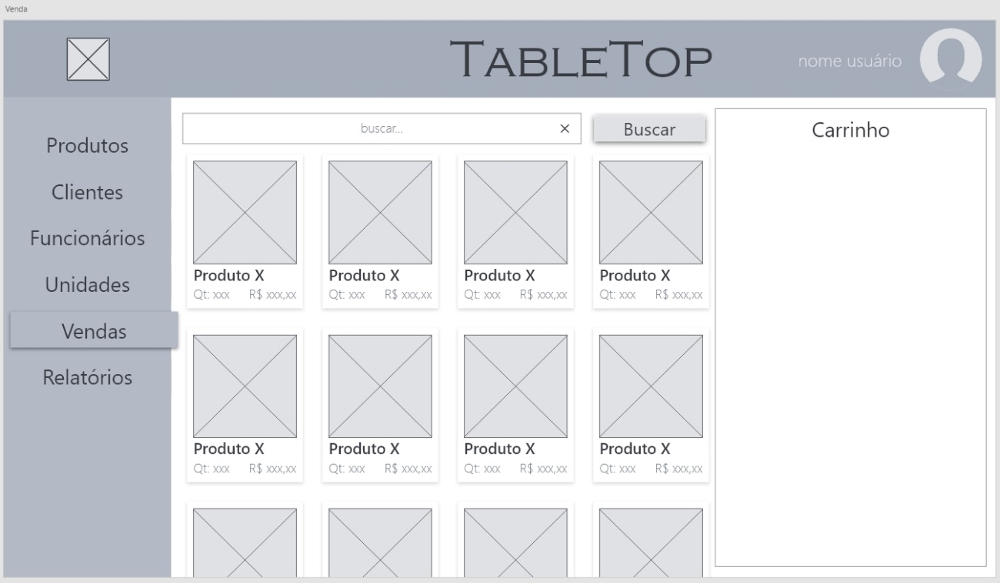 Venda
TABLETOP
nome usuário
Produtos
Clientes
Funcionários
Unidades
Vendas
Relatórios
buscar...
×
Buscar
Carrinho
Produto X
Qt: xxx R$ xxx,xx
Produto X
Qt: xxx R$ xxx,xx
Produto X
Qt: xxx R$ xxx,xx
Produto X
Qt: xxx R$ xxx,xx
Produto X
Qt: xxx R$ xxx,xx
Produto X
Qt: xxx R$ xxx,xx
Produto X
Qt: xxx R$ xxx,xx
Produto X
Qt: xxx R$ xxx,xx